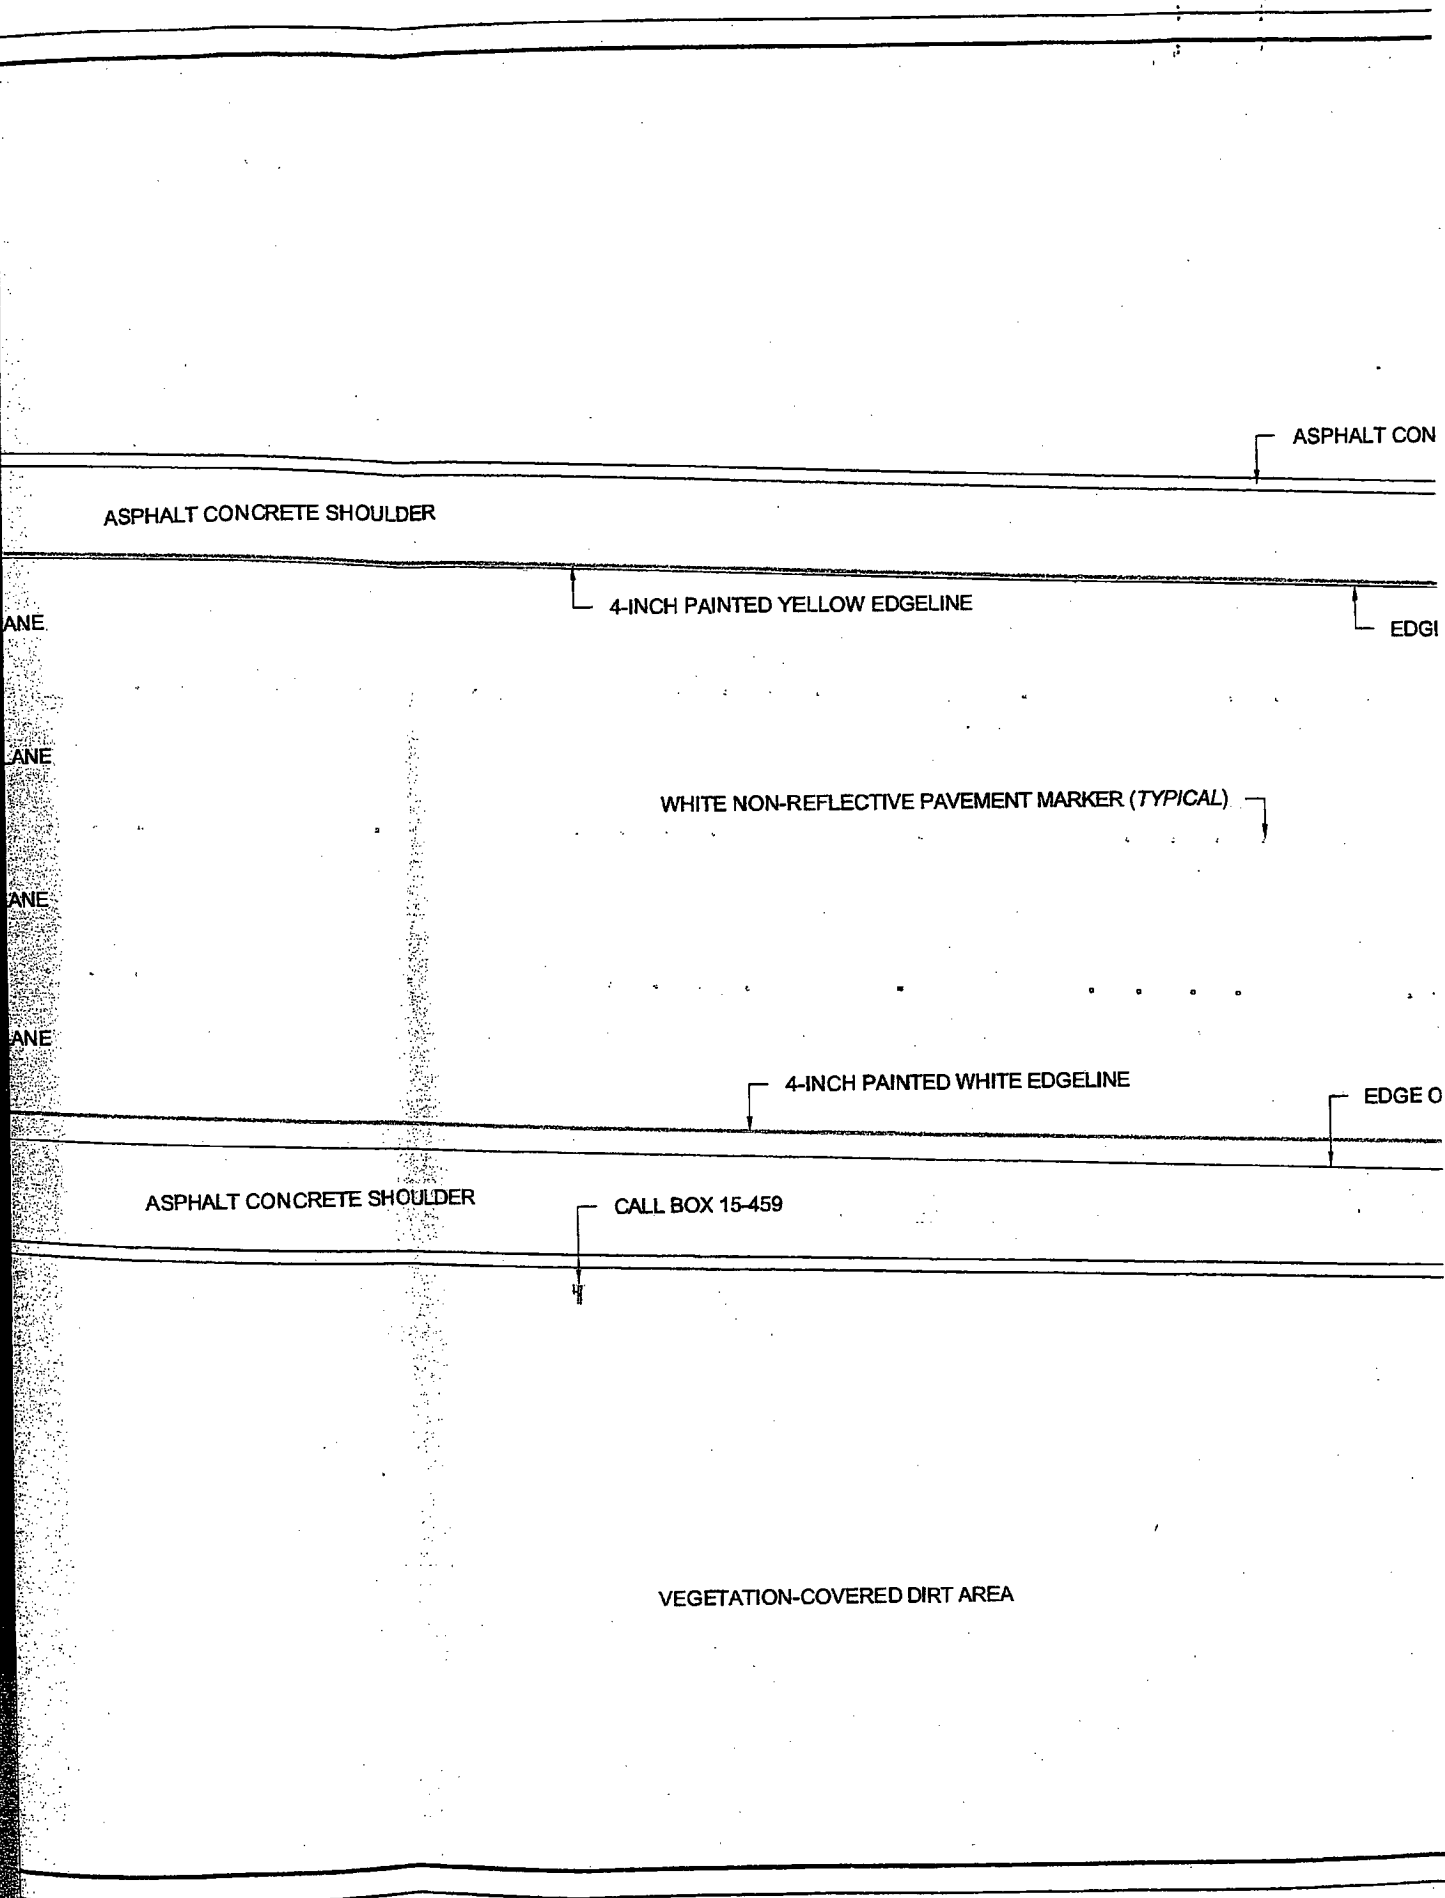 ASPHALT CON
ASPHALT CONCRETE SHOULDER
4-INCH PAINTED YELLOW EDGELINE
ANE
EDGI
LANE
WHITE NON-REFLECTIVE PAVEMENT MARKER (TYPICAL)
ANE
ANE
4-INCH PAINTED WHITE EDGELINE
EDGE O
ASPHALT CONCRETE SHOULDER
CALL BOX 15-459
VEGETATION-COVERED DIRT AREA